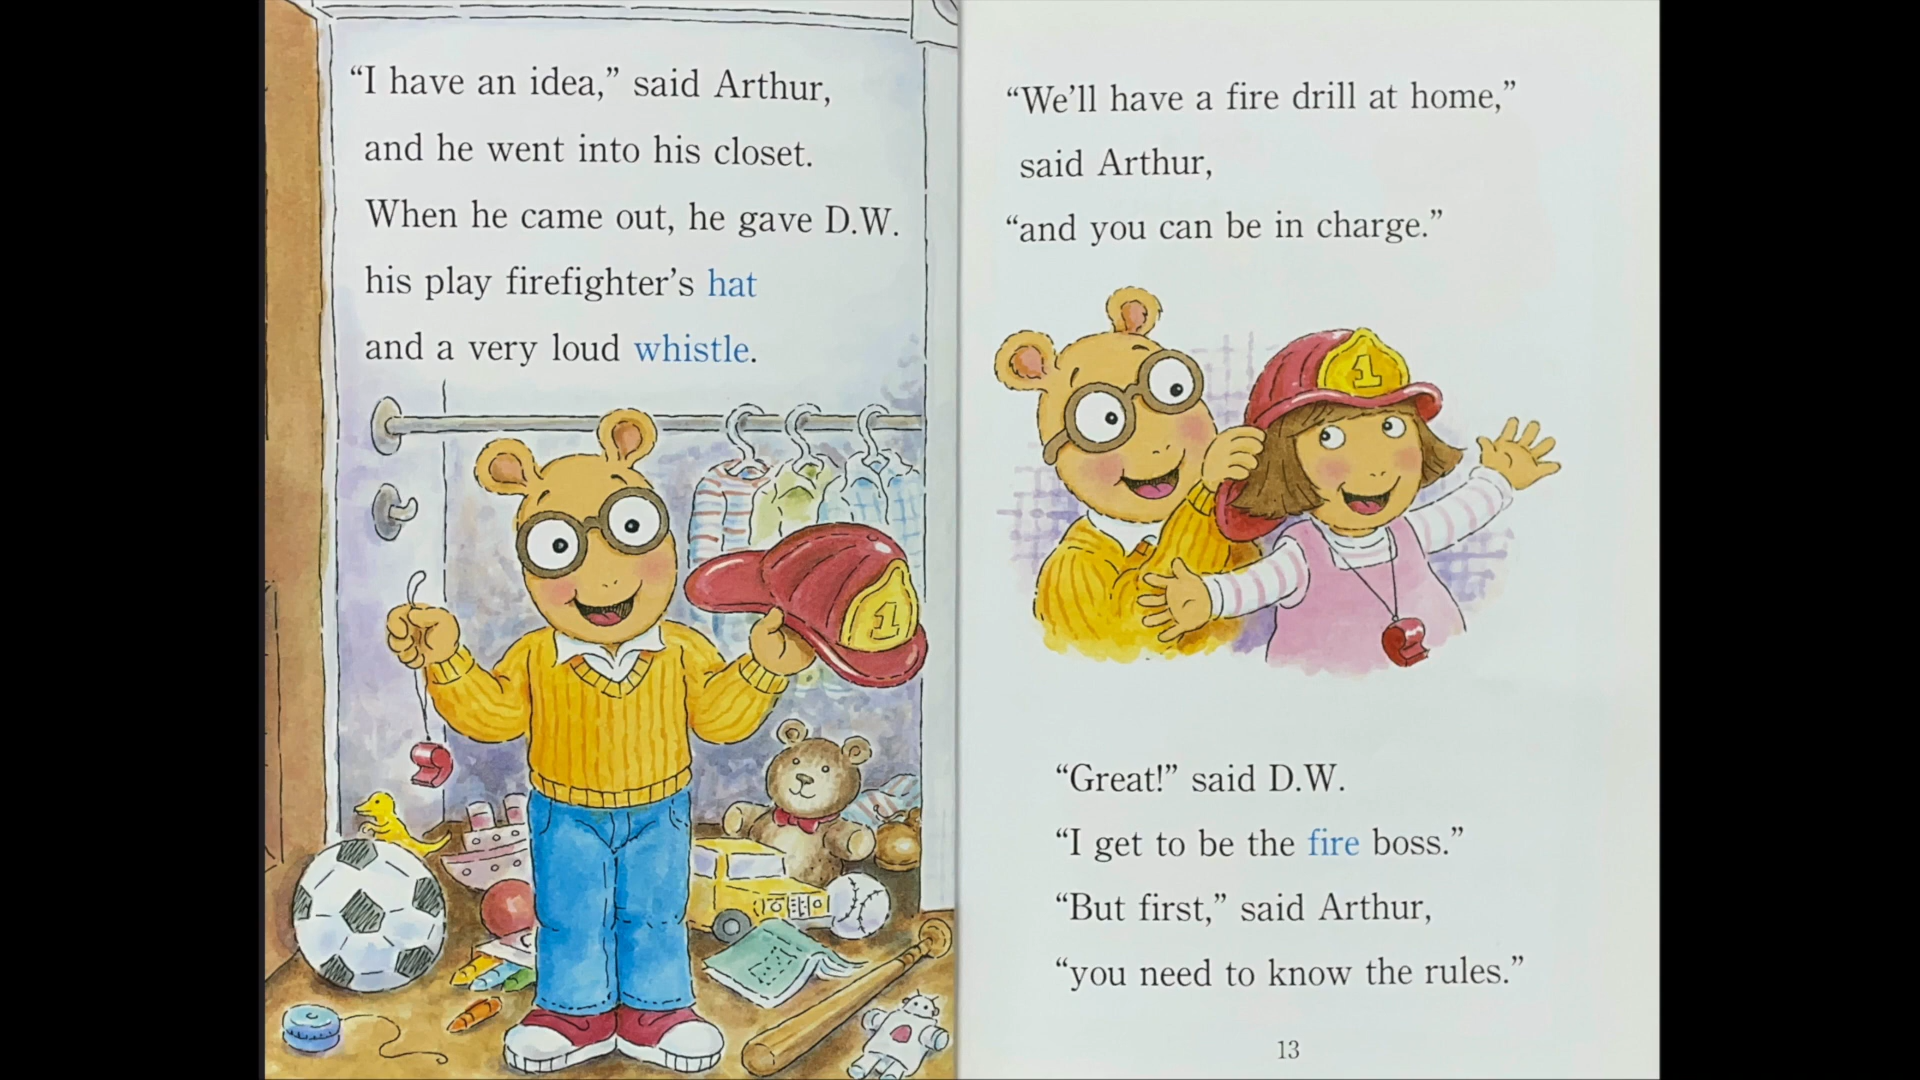 “I have an idea,” said Arthur,
and he went into his closet.
When he came out, he gave D.W.
his play firefighter’s hat
and a very loud whistle.
1
“We’ll have a fire drill at home,”
said Arthur,
“and you can be in charge.”
1
“Great!” said D.W.
“I get to be the fire boss.”
“But first,” said Arthur,
“you need to know the rules.”
13